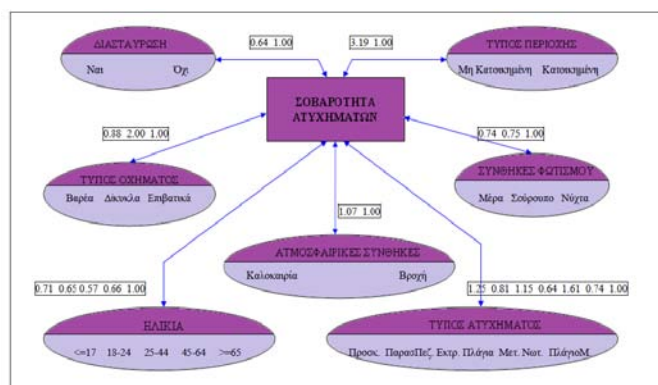 ΔΙΑΣΤΑΥΡΩΣΗ
Ναι Όχι
0.64 1.00
3.19 1.00
ΤΥΠΟΣ ΠΕΡΙΟΧΗΣ
Μη Κατοικημένη Κατοικημένη
ΣΟΒΑΡΟΤΗΤΑ
ΑΤΥΧΗΜΑΤΩΝ
0.88 2.00 1.00
0.74 0.75 1.00
ΤΥΠΟΣ ΟΧΗΜΑΤΟΣ
Βαρέα Δίκυκλα Επιβατικά
ΣΥΝΘΗΚΕΣ ΦΩΤΙΣΜΟΥ
Μέρα Σούρουπο Νύχτα
1.07 1.00
ΑΤΜΟΣΦΑΙΡΙΚΕΣ ΣΥΝΘΗΚΕΣ
Καλοκαιρία Βροχή
0.71 0.65 0.57 0.66 1.00
1.25 0.81 1.15 0.64 1.61 0.74 1.00
ΗΛΙΚΙΑ
<=17 18-24 25-44 45-64 >=65
ΤΥΠΟΣ ΑΤΥΧΗΜΑΤΟΣ
Προσκ. ΠαρασΠεζ. Εκτρ. Πλάγια Μετ. Νωτ. ΠλάγιοΜ.